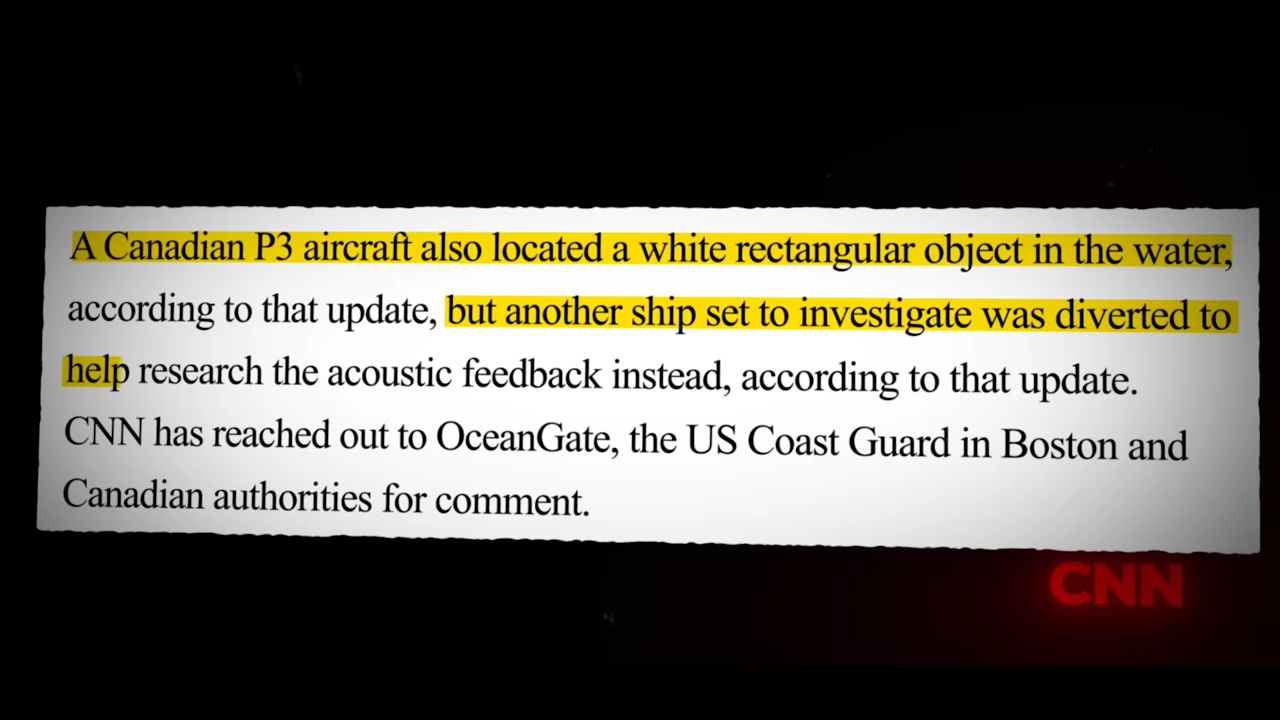 A Canadian P3 aircraft also located a white rectangular object in the water,
according to that update, but another ship set to investigate was diverted to
help research the acoustic feedback instead, according to that update.
CNN has reached out to OceanGate, the US Coast Guard in Boston and
Canadian authorities for comment.
CNN